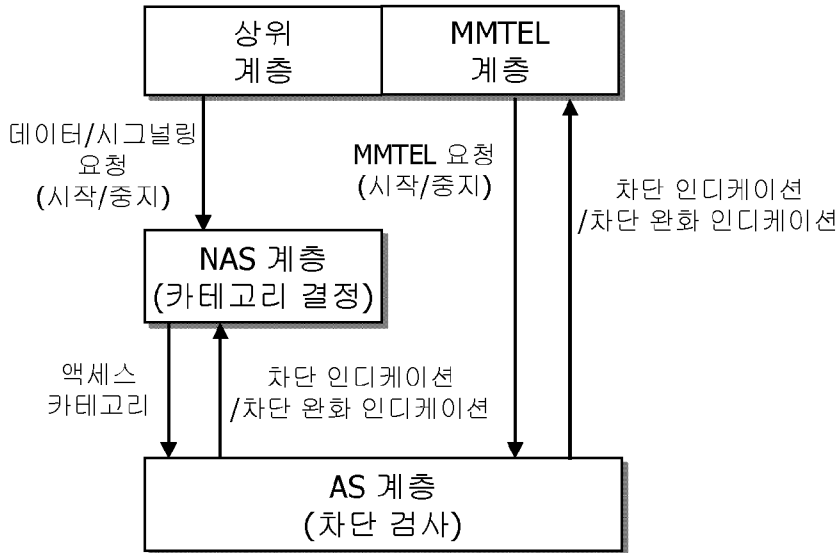 상위
계층
MMTEL
계층
데이터/시그널링
요청
(시작/중지)
MMTEL 요청
(시작/중지)
차단 인디케이션
/차단 완화 인디케이션
NAS 계층
(카테고리 결정)
액세스
카테고리
차단 인디케이션
/차단 완화 인디케이션
AS 계층
(차단 검사)